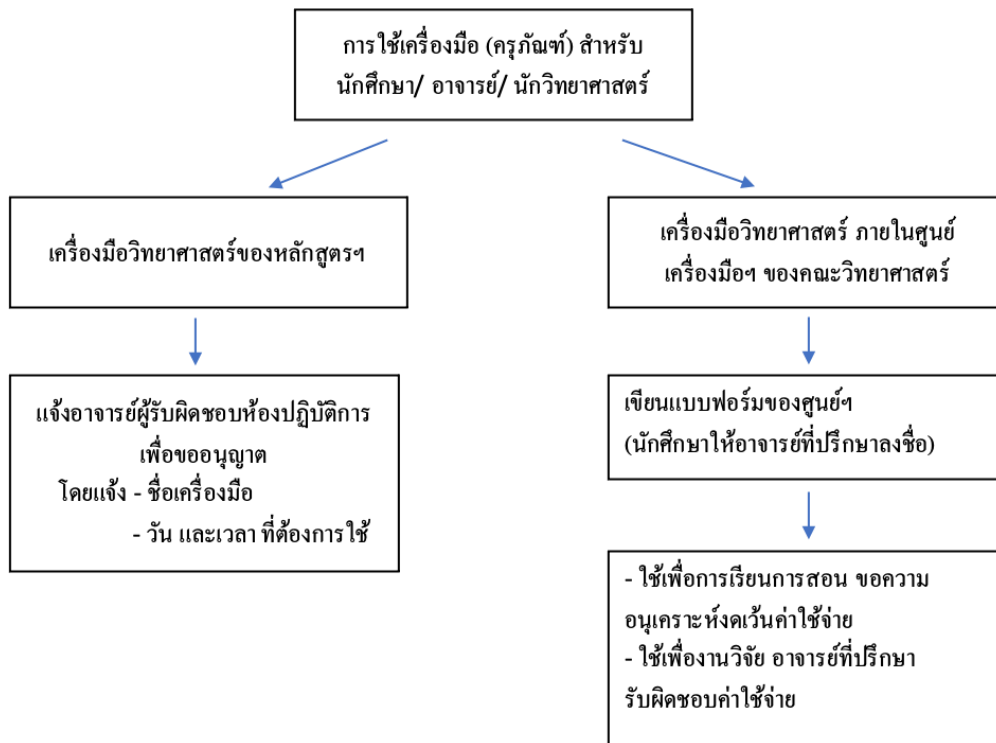 การใช้เครื่องมือ (ครุภัณฑ์) สำหรับ
นักศึกษา/ อาจารย์/ นักวิทยาศาสตร์
เครื่องมือวิทยาศาสตร์ของหลักสูตรฯ
แจ้งอาจารย์ผู้รับผิดชอบห้องปฏิบัติการ
เพื่อขออนุญาต
โดยแจ้ง - ชื่อเครื่องมือ
- วัน และเวลา ที่ต้องการใช้
เครื่องมือวิทยาศาสตร์ ภายในศูนย์
เครื่องมือฯ ของคณะวิทยาศาสตร์
เขียนแบบฟอร์มของศูนย์ฯ
(นักศึกษาให้อาจารย์ที่ปรึกษาลงชื่อ)
- ใช้เพื่อการเรียนการสอน ขอความ
อนุเคราะห์งดเว้นค่าใช้จ่าย
- ใช้เพื่องานวิจัย อาจารย์ที่ปรึกษา
รับผิดชอบค่าใช้จ่าย